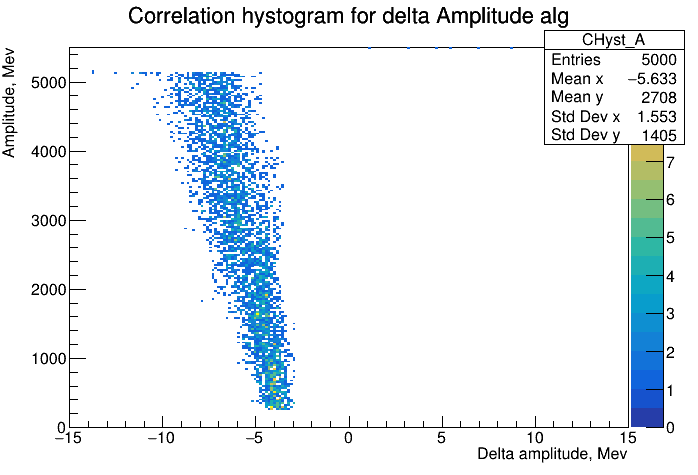 Correlation hystogram for delta Amplitude alg
CHyst_A
Entries 5000
Mean x −5.633
Mean y 2708
Std Dev x 1.553
Std Dev y 1405
Amplitude, Mev
5000
4000
3000
2000
1000
0
−15 −10 −5 0 5 10 15
Delta amplitude, Mev
7
6
5
4
3
2
1
0